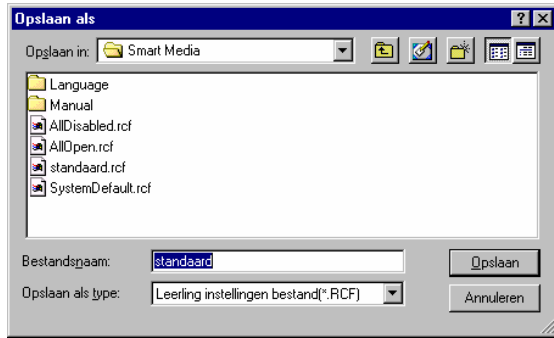 Opslaan als
Opslaan in: Smart Media
Language
Manual
AllDisabled.rcf
AllOpen.rcf
standaard.rcf
SystemDefault.rcf
Bestandsnaam: standaard Opslaan
Opslaan als type: Leerling instellingen bestand(*.RCF) Annuleren